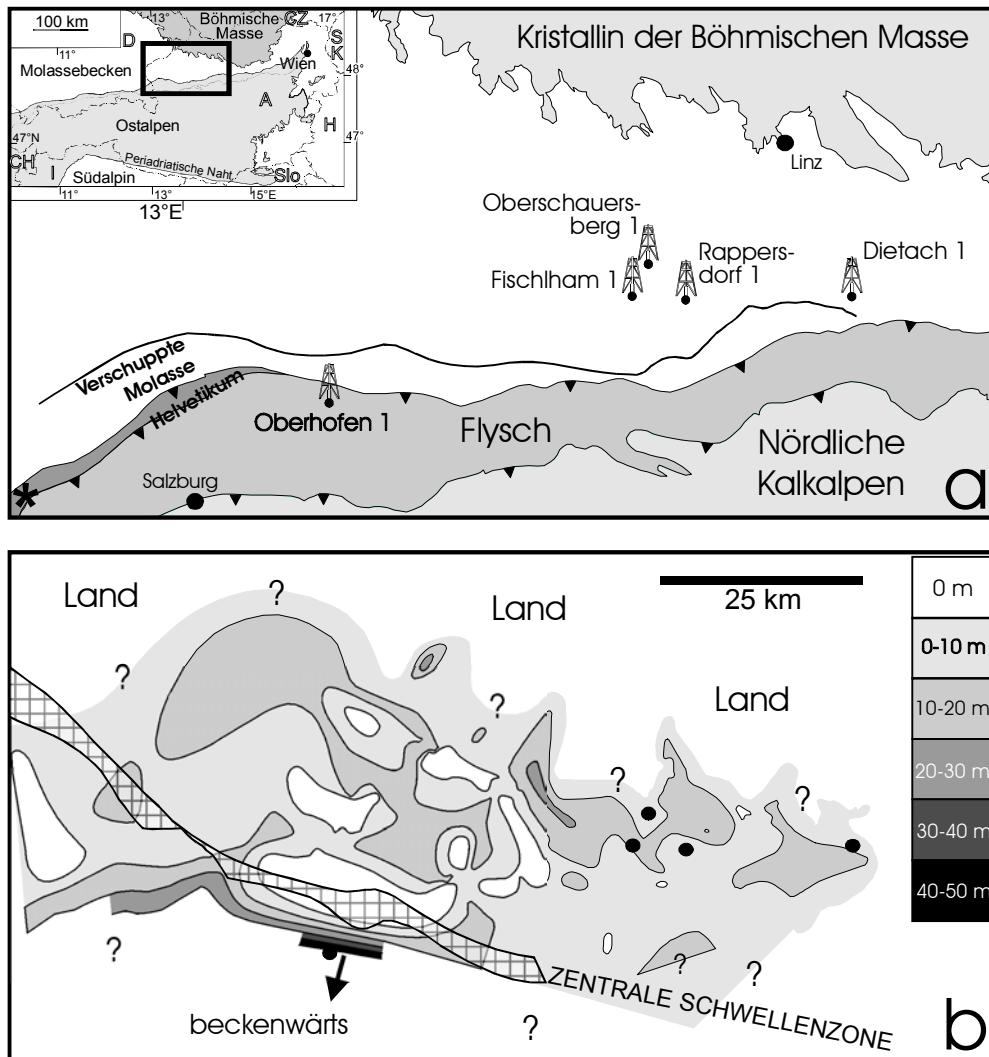 100 km
13°
Böhmische
Masse
CZ
17°
D
S
K
11°
Wien
48°
Molassebecken
A
Ostalpen
H
47°N
47°
CH
I
Periadriatische Naht
L
Südalpin
Slo
11°
13°
15°E
13°E
Kristallin der Böhmischen Masse
Linz
Oberschauers-
berg 1
Fischlham 1
Rappers-
dorf 1
Dietach 1
Verschuppte
Molasse
Helvetikum
Oberhofen 1
Flysch
Nördliche
Kalkalpen
Salzburg
*
a
Land
?
Land
25 km
0 m
0-10 m
?
?
Land
10-20 m
?
?
20-30 m
30-40 m
40-50 m
?
?
?
ZENTRALE SCHWELLENZONE
beckenwärts
?
b